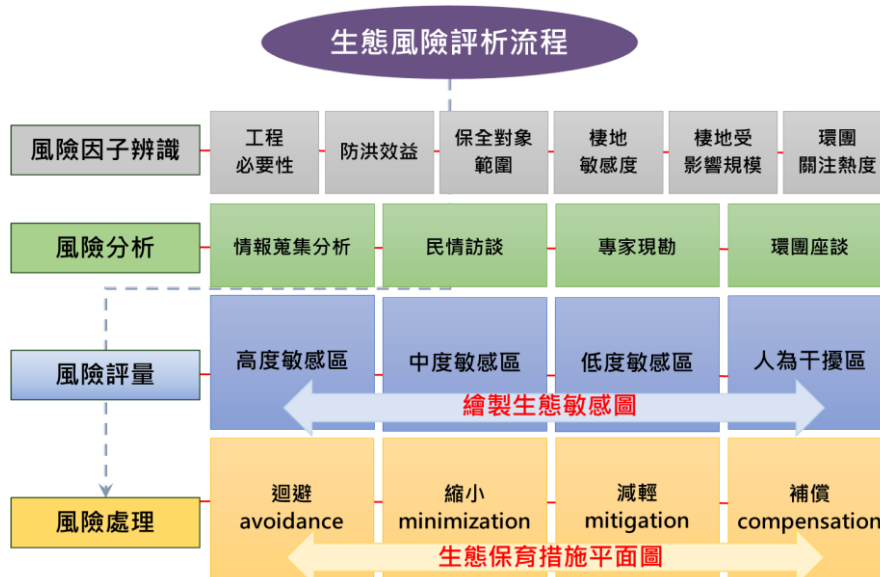 生態風險評析流程
風險因子辨識
工程
必要性
防洪效益
保全對象
範圍
棲地
敏感度
棲地受
影響規模
環團
關注熱度
風險分析
情報蒐集分析
民情訪談
專家現勘
環團座談
風險評量
高度敏感區
中度敏感區
低度敏感區
人為干擾區
繪製生態敏感圖
風險處理
迴避
avoidance
縮小
minimization
減輕
mitigation
補償
compensation
生態保育措施平面圖